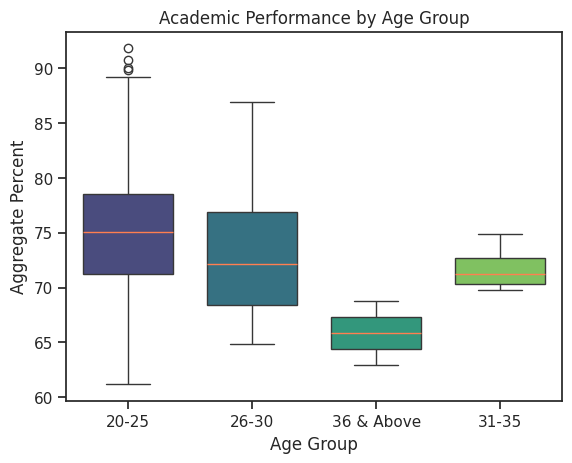 Academic Performance by Age Group
Aggregate Percent
90
85
80
75
70
65
60
20-25 26-30 36 & Above 31-35
Age Group